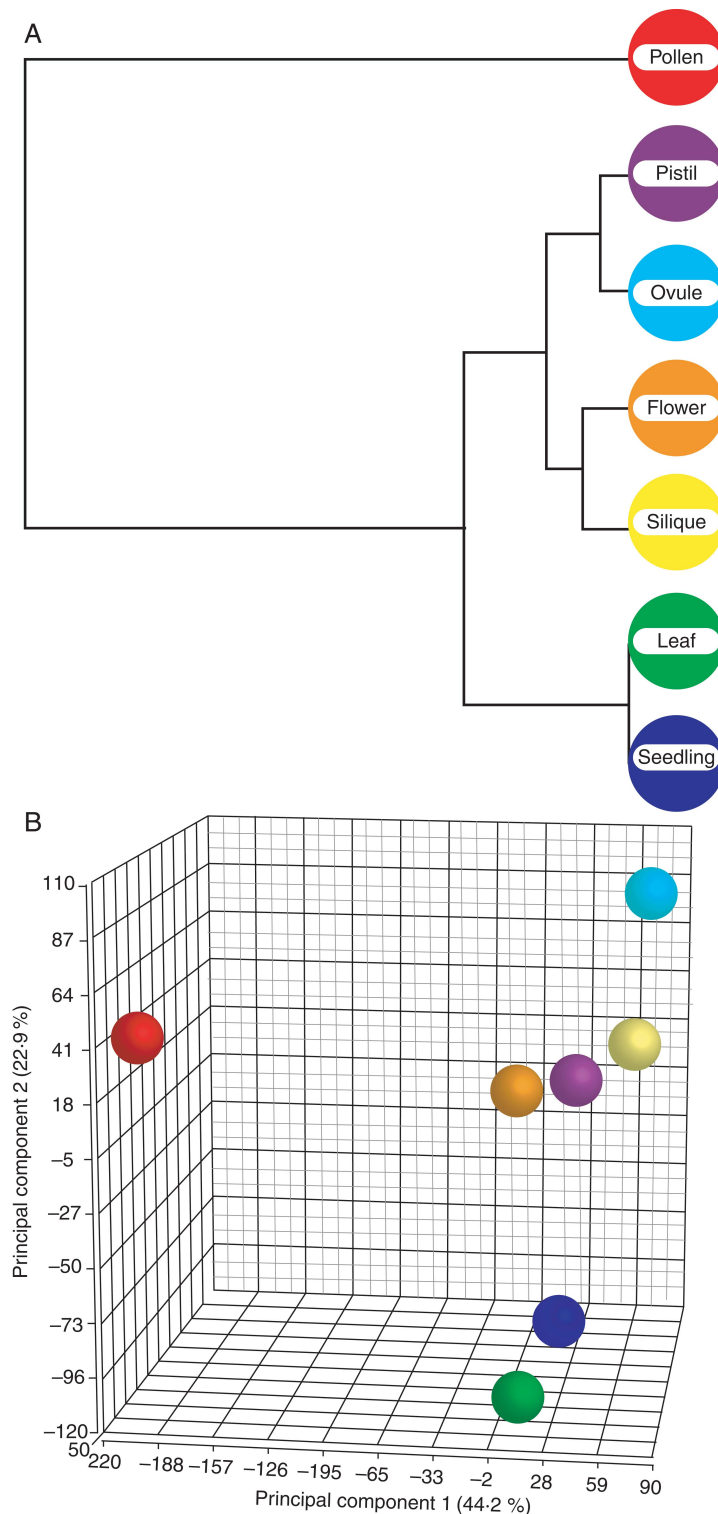 A
Pollen
Pistil
Ovule
Flower
Silique
Leaf
Seedling
B
110
87
64
41
18
−5
−27
−50
−73
−96
−120
50
Principal component 2 (22·9 %)
220 −188 −157 −126 −195 −65 −33 −2 28 59 90
Principal component 1 (44·2 %)